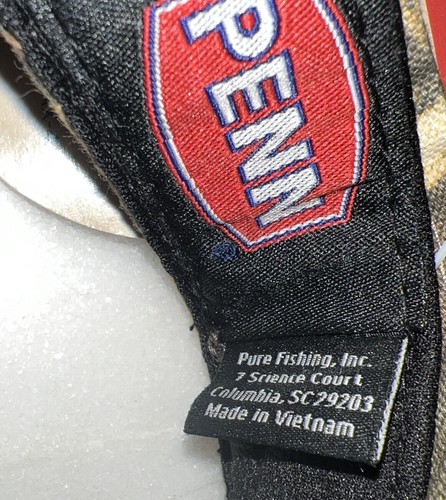 PENN
®
Pure Fishing, Inc.
7 Science Court
Columbia, SC 29203
Made in Vietnam